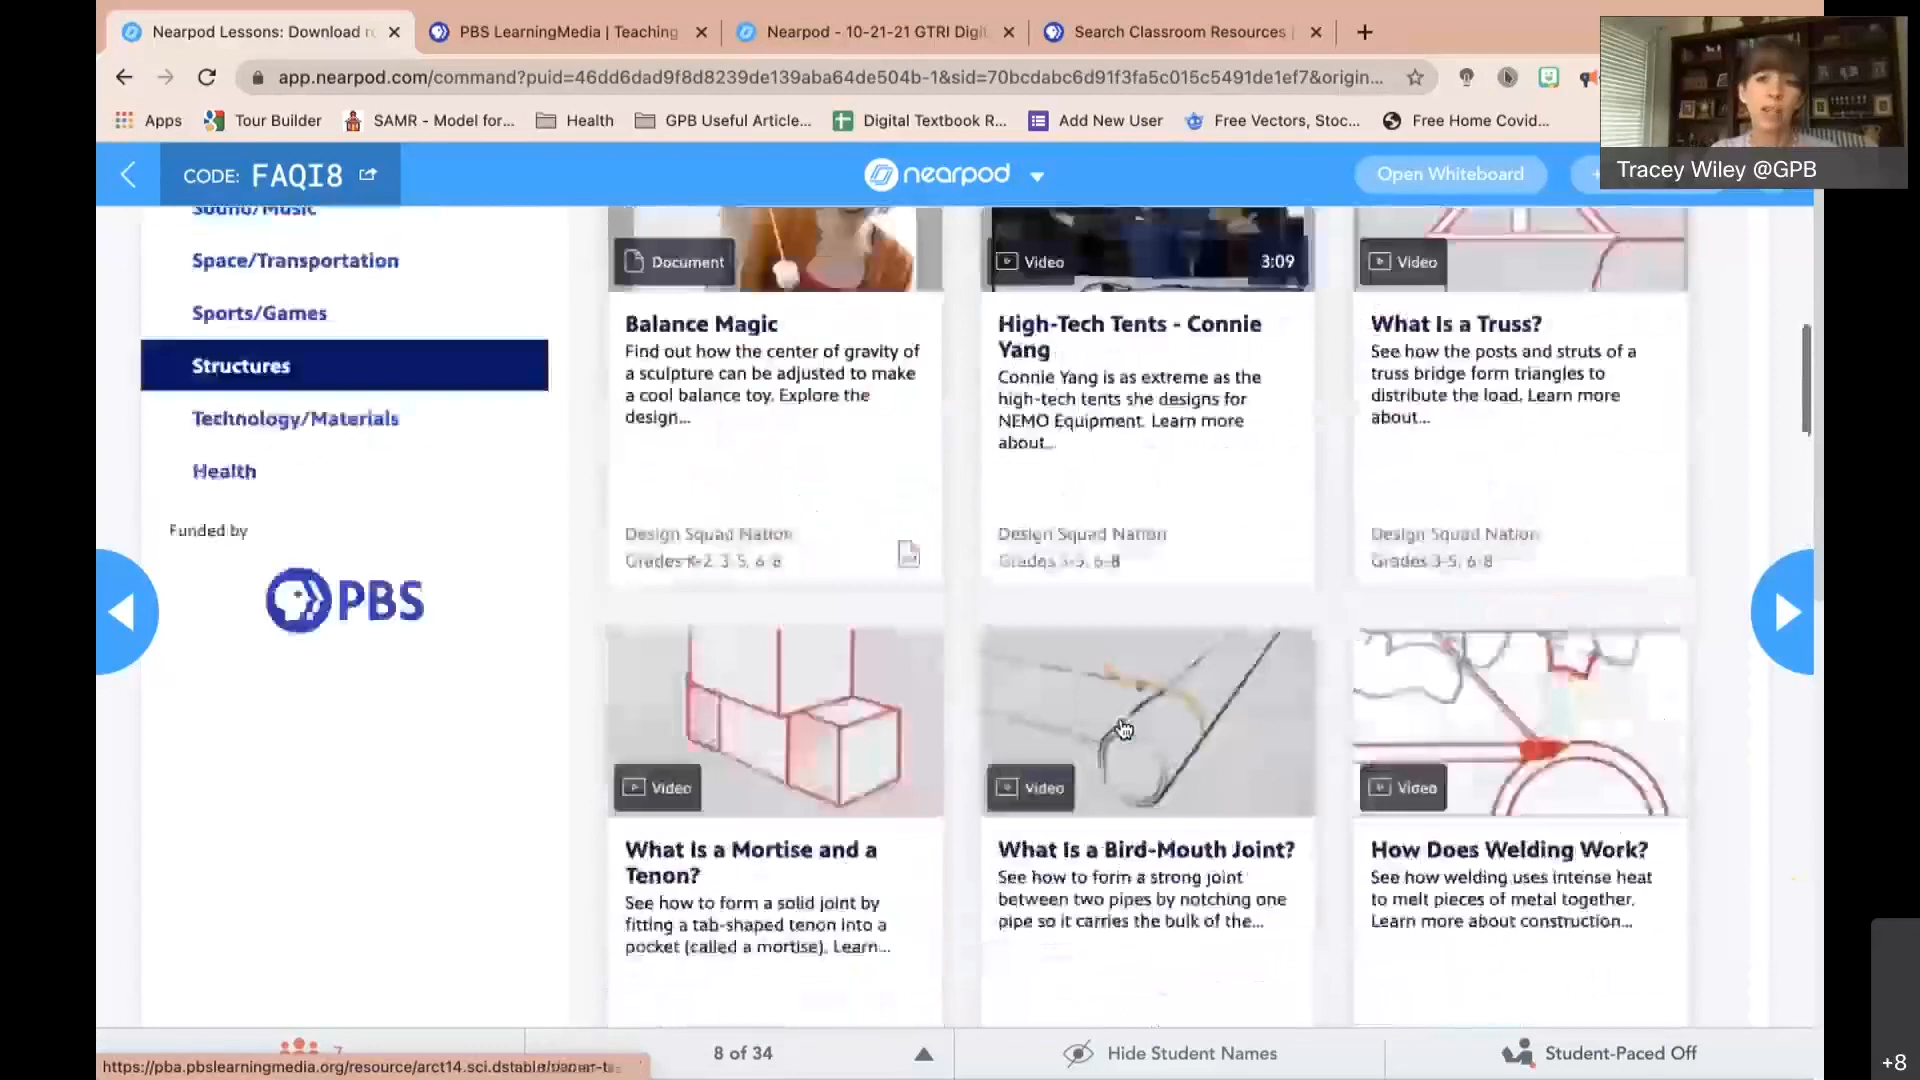 Nearpod Lessons: Download r
PBS LearningMedia | Teaching
Nearpod - 10-21-21 GTRI Digit
Search Classroom Resources |
app.nearpod.com/command?puid=46dd6dad9f8d8239de139aba64de504b-1&sid=70bcdabc6d91f3fa5c015c5491de1ef7&origin...
Apps
Tour Builder
SAMR - Model for...
Health
GPB Useful Article...
Digital Textbook R...
Add New User
Free Vectors, Stoc...
Free Home Covid...
Tracey Wiley @GPB
CODE: FAQI8
nearpod
Open Whiteboard
Sound/Music
Space/Transportation
Sports/Games
Structures
Technology/Materials
Health
Funded by
PBS
Document
Balance Magic
Find out how the center of gravity of
a sculpture can be adjusted to make
a cool balance toy. Explore the
design...
Design Squad Nation
Grades K-2, 3-5, 6-8
Video
3:09
High-Tech Tents - Connie
Yang
Connie Yang is as extreme as the
high-tech tents she designs for
NEMO Equipment. Learn more
about...
Design Squad Nation
Grades 3-5, 6-8
Video
What Is a Truss?
See how the posts and struts of a
truss bridge form triangles to
distribute the load. Learn more
about...
Design Squad Nation
Grades 3-5, 6-8
Video
What Is a Mortise and a
Tenon?
See how to form a solid joint by
fitting a tab-shaped tenon into a
pocket (called a mortise). Learn...
Video
What Is a Bird-Mouth Joint?
See how to form a strong joint
between two pipes by notching one
pipe so it carries the bulk of the...
Video
How Does Welding Work?
See how welding uses intense heat
to melt pieces of metal together.
Learn more about construction...
7
8 of 34
Hide Student Names
Student-Paced Off
+8